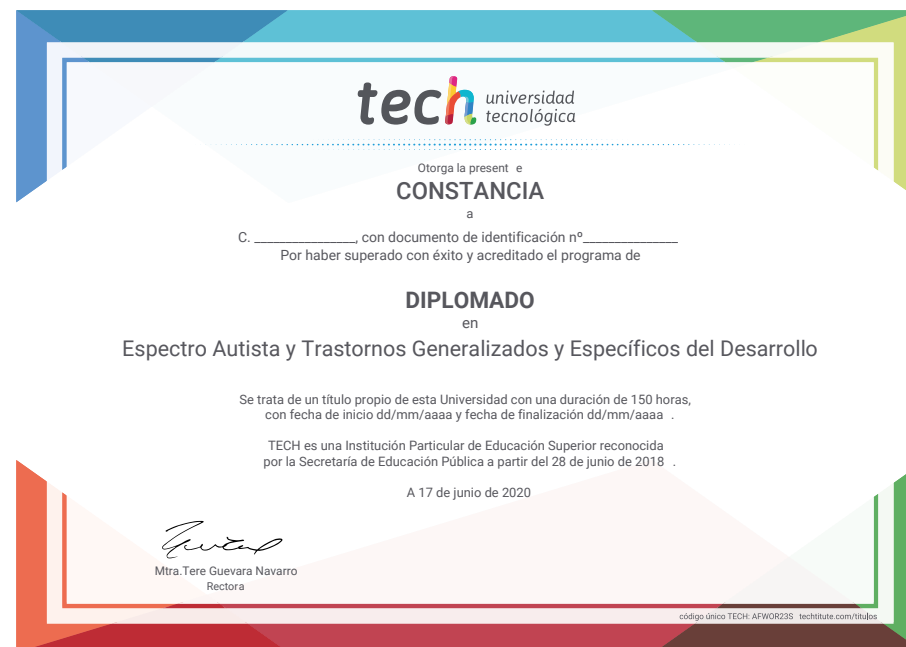 tech universidad
tecnológica
Otorga la present e
CONSTANCIA
a
C. _______________, con documento de identificación nº______________
Por haber superado con éxito y acreditado el programa de
DIPLOMADO
en
Espectro Autista y Trastornos Generalizados y Específicos del Desarrollo
Se trata de un título propio de esta Universidad con una duración de 150 horas,
con fecha de inicio dd/mm/aaaa y fecha de finalización dd/mm/aaaa .
TECH es una Institución Particular de Educación Superior reconocida
por la Secretaría de Educación Pública a partir del 28 de junio de 2018 .
A 17 de junio de 2020
Mtra.Tere Guevara Navarro
Rectora
código único TECH: AFWOR23S techtitute.com/titulos